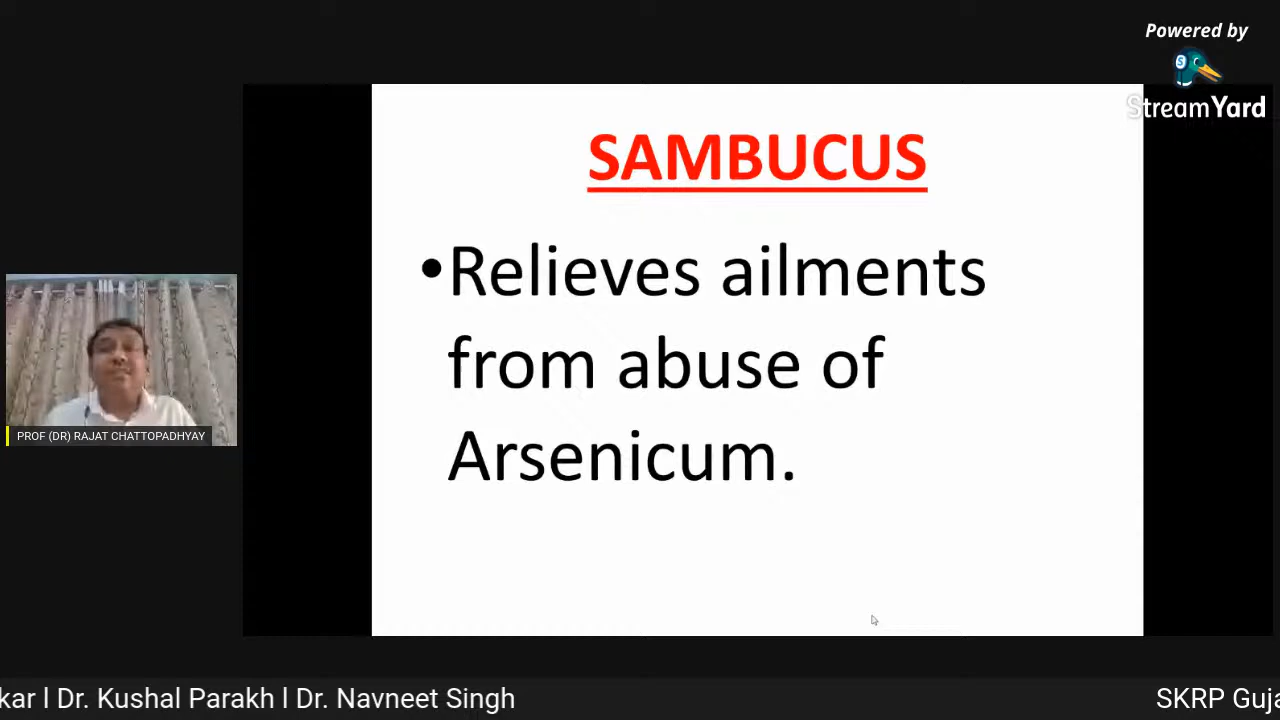 Powered by
StreamYard
SAMBUCUS
•Relieves ailments
from abuse of
Arsenicum.
PROF (DR) RAJAT CHATTOPADHYAY
kar l Dr. Kushal Parakh l Dr. Navneet Singh
SKRP Guja